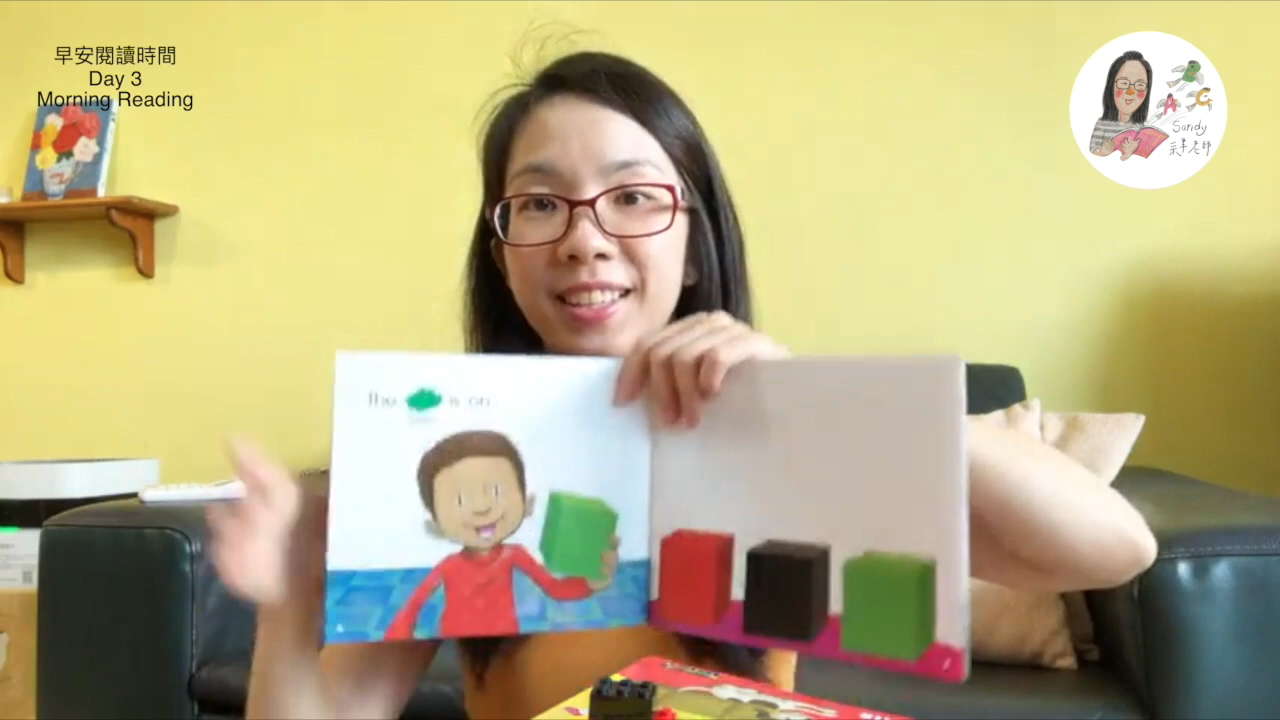 早安閱讀時間
Day 3
Morning Reading
A G
Sandy
The is on